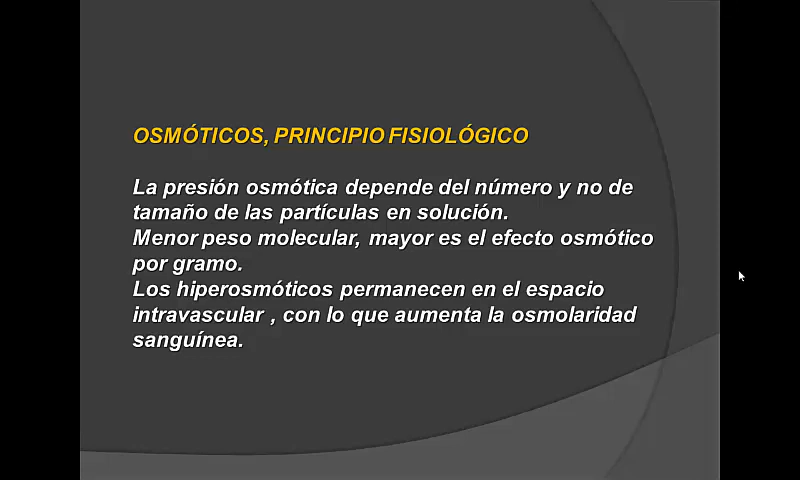 OSMÓTICOS, PRINCIPIO FISIOLÓGICO
La presión osmótica depende del número y no de
tamaño de las partículas en solución.
Menor peso molecular, mayor es el efecto osmótico
por gramo.
Los hiperosmóticos permanecen en el espacio
intravascular , con lo que aumenta la osmolaridad
sanguínea.